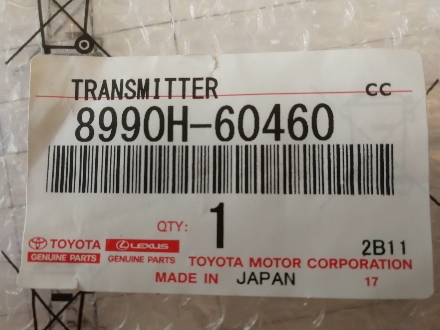 TRANSMITTER CC
8990H-60460
QTY: 1
2B11
TOYOTA LEXUS
GENUINE PARTS GENUINE PARTS TOYOTA MOTOR CORPORATION
MADE IN JAPAN 17